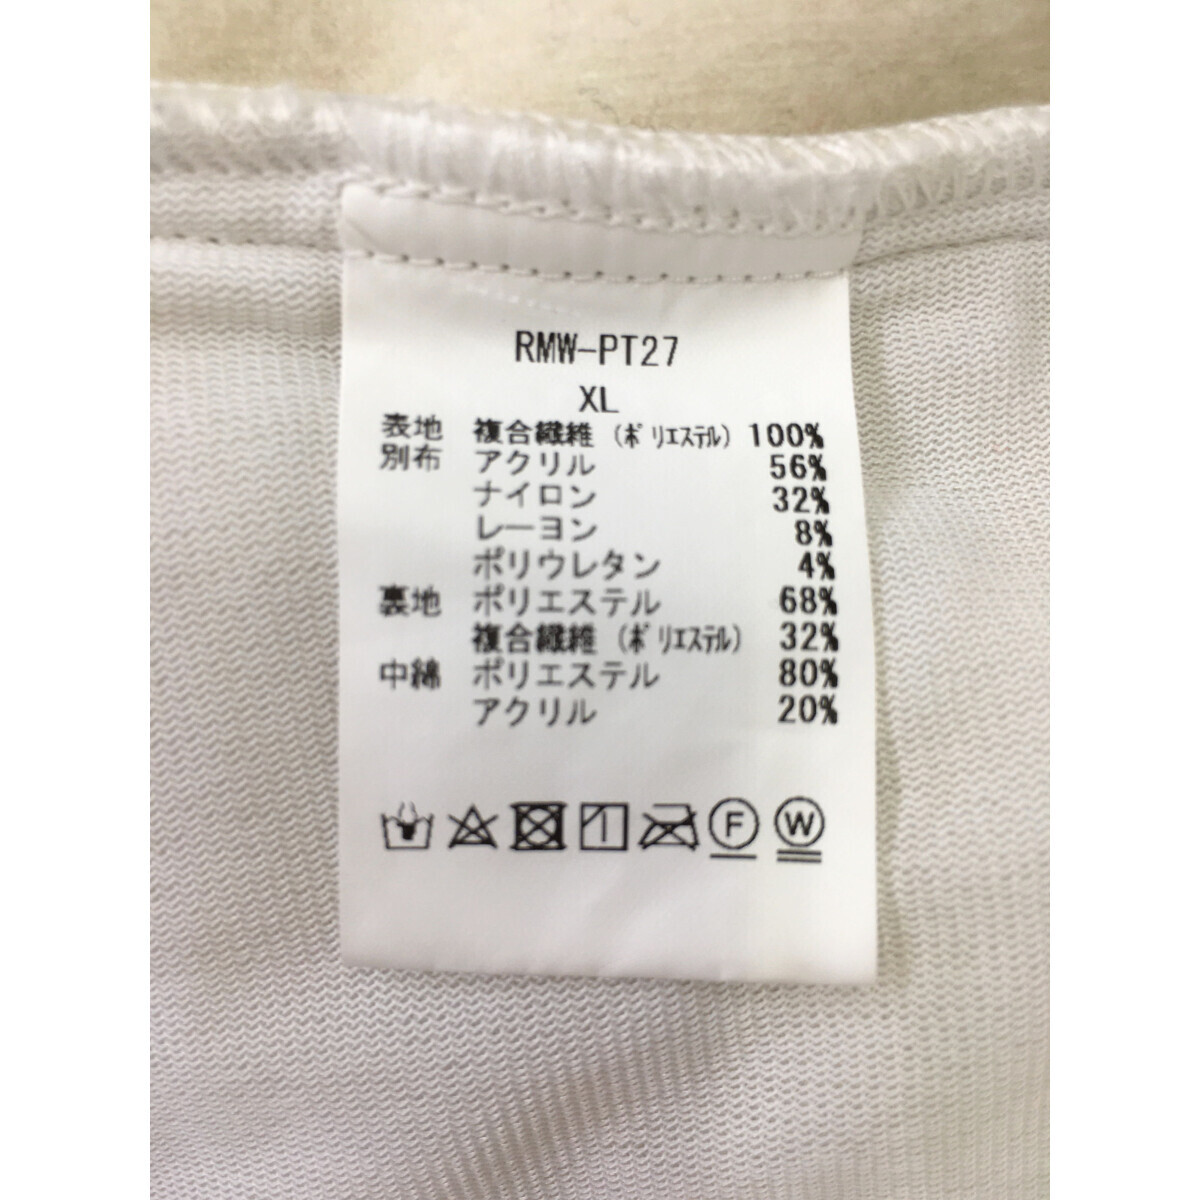 RMW-PT27
XL
表地 複合繊維(ポリエステル) 100%
別布 アクリル 56%
ナイロン 32%
レーヨン 8%
ポリウレタン 4%
裏地 ポリエステル 68%
複合繊維(ポリエステル) 32%
中綿 ポリエステル 80%
アクリル 20%
F W